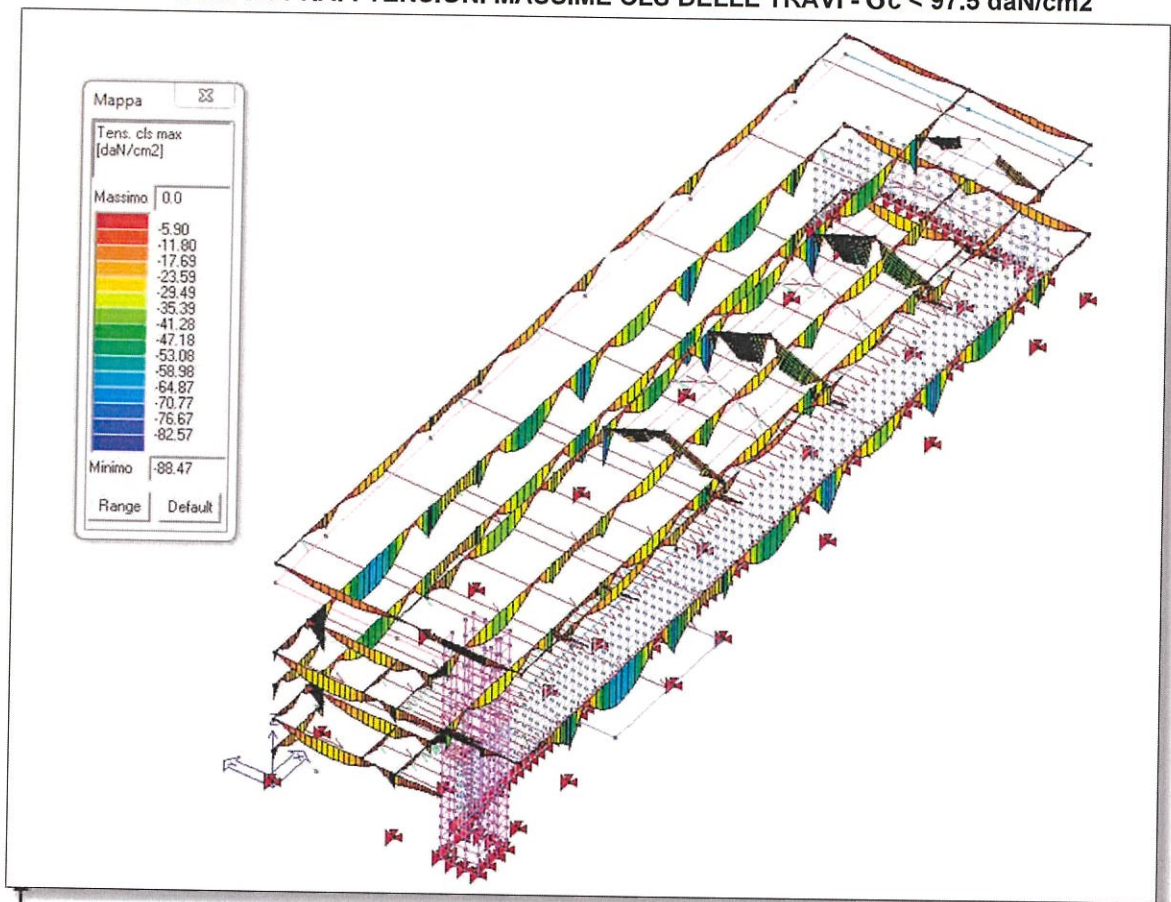 TENSIONI MASSIME CLS DELLE TRAVI - σc < 97.5 daN/cm2
Mappa
Tens. cls max
[daN/cm2]
Massimo 0.0
-5.90
-11.80
-17.69
-23.59
-29.49
-35.39
-41.28
-47.18
-53.08
-58.98
-64.87
-70.77
-76.67
-82.57
Minimo -88.47
Range Default